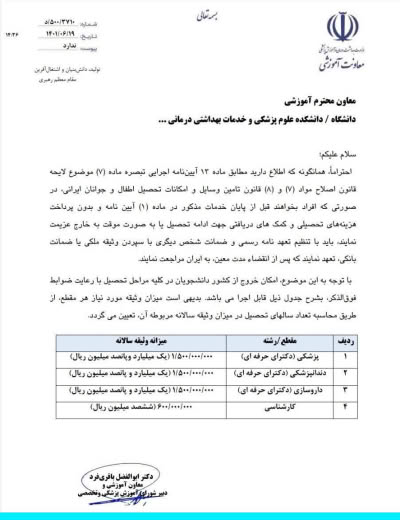 بسمه تعالی
شماره: ۵۰۰/۳۷۱۰/د
تاریخ: ۱۴۰۱/۰۶/۱۹
۱۴:۳۶
پیوست: ندارد
تولید، دانش‌بنیان و اشتغال‌آفرین
مقام معظم رهبری
معاونت آموزشی
معاون محترم آموزشی
دانشگاه / دانشکده علوم پزشکی و خدمات بهداشتی درمانی ...
سلام علیکم؛
احتراماً، همانگونه که اطلاع دارید مطابق ماده ۱۳ آیین‌نامه اجرایی تبصره ماده (۷) موضوع لایحه
قانون اصلاح مواد (۷) و (۸) قانون تامین وسایل و امکانات تحصیل اطفال و جوانان ایرانی، در
صورتی که افراد بخواهند قبل از پایان خدمات مذکور در ماده (۱) آیین نامه و بدون پرداخت
هزینه‌های تحصیلی و کمک های دریافتی جهت ادامه تحصیل یا به صورت موقت به خارج عزیمت
نمایند، باید با تنظیم تعهد نامه رسمی و ضمانت شخص دیگری با سپردن وثیقه ملکی یا ضمانت
بانکی، تعهد نمایند که پس از انقضاء مدت معین، به ایران مراجعت نمایند.
با توجه به این موضوع، امکان خروج از کشور دانشجویان در کلیه مراحل تحصیل با رعایت ضوابط
فوق‌الذکر، بشرح جدول ذیل قابل اجرا می باشد. بدیهی است میزان وثیقه مورد نیاز هر مقطع، از
طریق محاسبه تعداد سالهای تحصیل در میزان وثیقه سالانه مربوطه آن، تعیین می گردد.
ردیف مقطع/رشته میزانه وثیقه سالانه
۱ پزشکی (دکترای حرفه ای) ۱/۵۰۰/۰۰۰/۰۰۰ (یک میلیارد و پانصد میلیون ریال)
۲ دندانپزشکی (دکترای حرفه ای) ۱/۵۰۰/۰۰۰/۰۰۰ (یک میلیارد و پانصد میلیون ریال)
۳ داروسازی (دکترای حرفه ای) ۱/۵۰۰/۰۰۰/۰۰۰ (یک میلیارد و پانصد میلیون ریال)
۴ کارشناسی ۶۰۰/۰۰۰/۰۰۰ (ششصد میلیون ریال)
دکتر ابوالفضل باقری‌فرد
معاون آموزشی و
دبیر شورای آموزش پزشکی و تخصصی